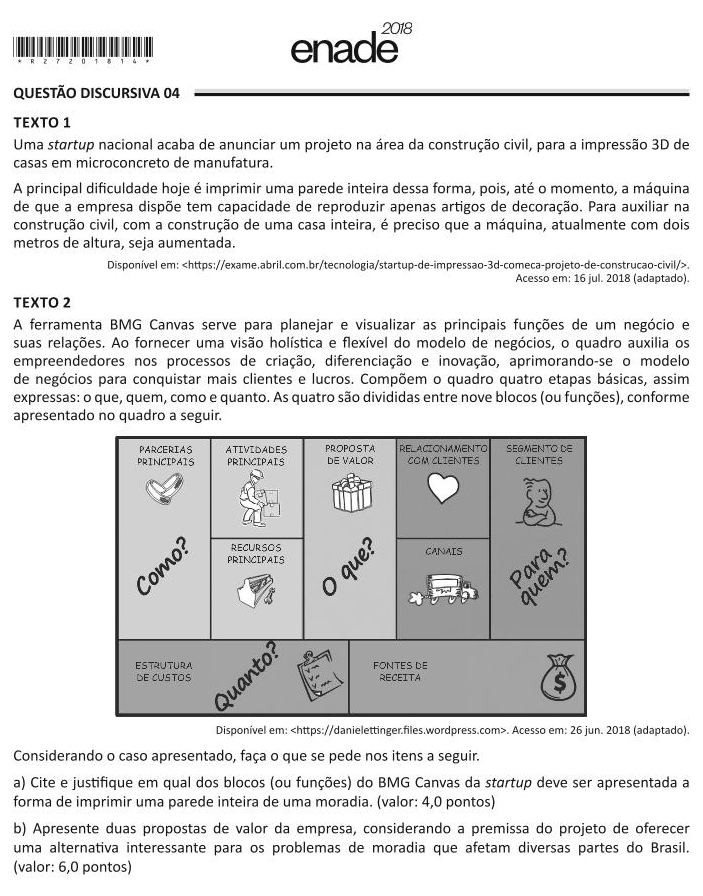 enade 2018
* R 2 7 2 0 1 8 1 4 *
QUESTÃO DISCURSIVA 04
TEXTO 1
Uma startup nacional acaba de anunciar um projeto na área da construção civil, para a impressão 3D de
casas em microconcreto de manufatura.
A principal dificuldade hoje é imprimir uma parede inteira dessa forma, pois, até o momento, a máquina
de que a empresa dispõe tem capacidade de reproduzir apenas artigos de decoração. Para auxiliar na
construção civil, com a construção de uma casa inteira, é preciso que a máquina, atualmente com dois
metros de altura, seja aumentada.
Disponível em: <https://exame.abril.com.br/tecnologia/startup-de-impressao-3d-comeca-projeto-de-construcao-civil/>.
Acesso em: 16 jul. 2018 (adaptado).
TEXTO 2
A ferramenta BMG Canvas serve para planejar e visualizar as principais funções de um negócio e
suas relações. Ao fornecer uma visão holística e flexível do modelo de negócios, o quadro auxilia os
empreendedores nos processos de criação, diferenciação e inovação, aprimorando-se o modelo
de negócios para conquistar mais clientes e lucros. Compõem o quadro quatro etapas básicas, assim
expressas: o que, quem, como e quanto. As quatro são divididas entre nove blocos (ou funções), conforme
apresentado no quadro a seguir.
PARCERIAS
PRINCIPAIS
Como?
ATIVIDADES
PRINCIPAIS
RECURSOS
PRINCIPAIS
PROPOSTA
DE VALOR
O que?
RELACIONAMENTO
COM CLIENTES
CANAIS
SEGMENTO DE
CLIENTES
Para
quem?
ESTRUTURA
DE CUSTOS
Quanto?
FONTES DE
RECEITA
$
Disponível em: <https://danielettinger.files.wordpress.com>. Acesso em: 26 jun. 2018 (adaptado).
Considerando o caso apresentado, faça o que se pede nos itens a seguir.
a) Cite e justifique em qual dos blocos (ou funções) do BMG Canvas da startup deve ser apresentada a
forma de imprimir uma parede inteira de uma moradia. (valor: 4,0 pontos)
b) Apresente duas propostas de valor da empresa, considerando a premissa do projeto de oferecer
uma alternativa interessante para os problemas de moradia que afetam diversas partes do Brasil.
(valor: 6,0 pontos)